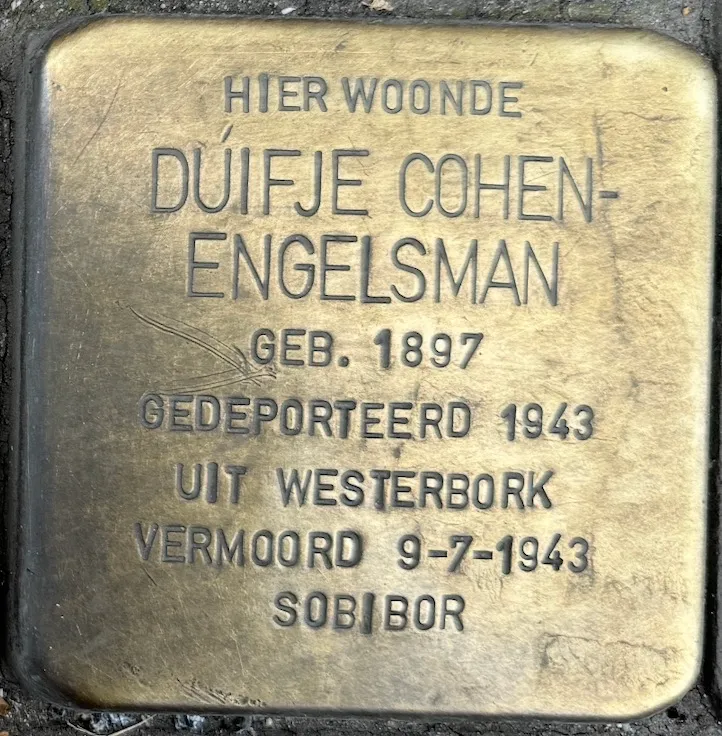 HIER WOONDE
DÚIFJE COHEN-
ENGELSMAN
GEB. 1897
GEDEPORTEERD 1943
UIT WESTERBORK
VERMOORD 9-7-1943
SOBIBOR